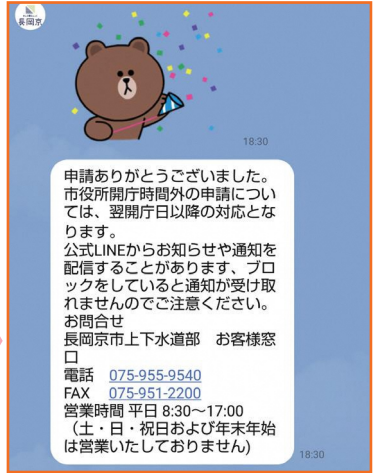 長岡京
18:30
申請ありがとうございました。
市役所開庁時間外の申請につい
ては、翌開庁日以降の対応とな
ります。
公式LINEからお知らせや通知を
配信することがあります、ブロ
ックをしていると通知が受け取
れませんのでご注意ください。
お問合せ
長岡京市上下水道部　お客様窓
口
電話　075-955-9540
FAX　075-951-2200
営業時間 平日 8:30～17:00
（土・日・祝日および年末年始
は営業いたしておりません)
18:30